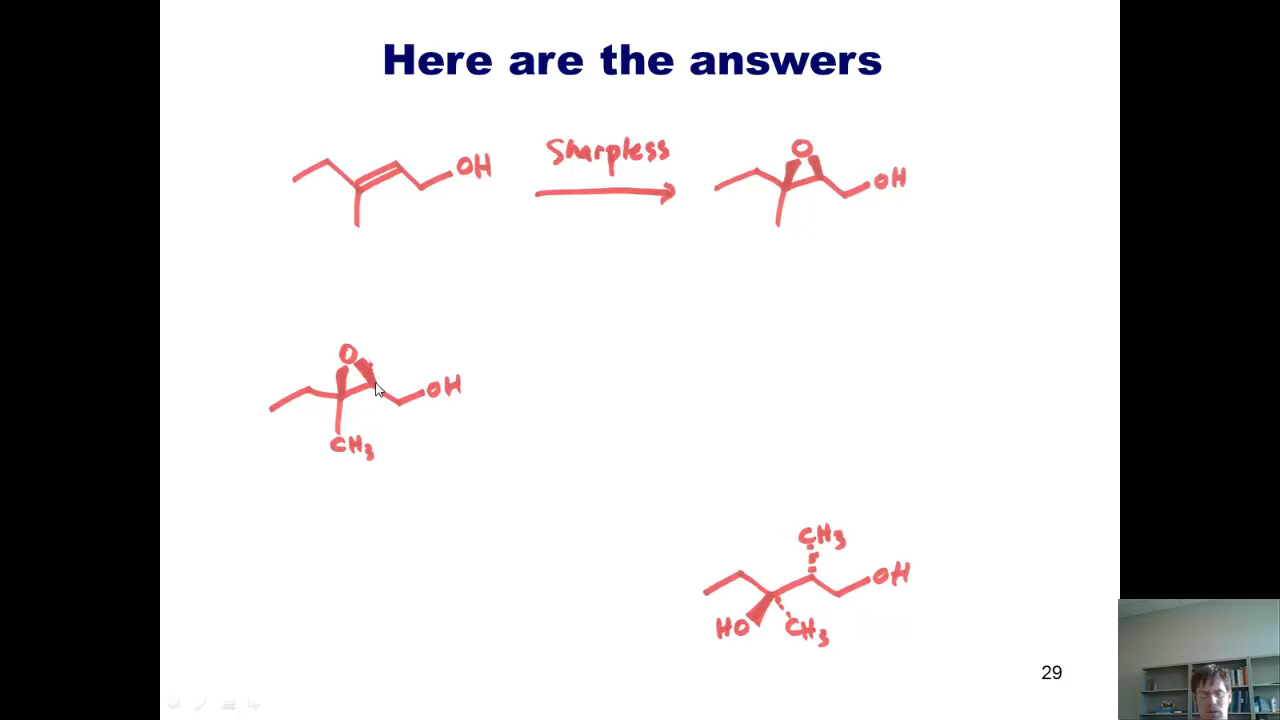 Here are the answers
OH
Sharpless
O
OH
O
OH
CH3
CH3
OH
HO
CH3
29